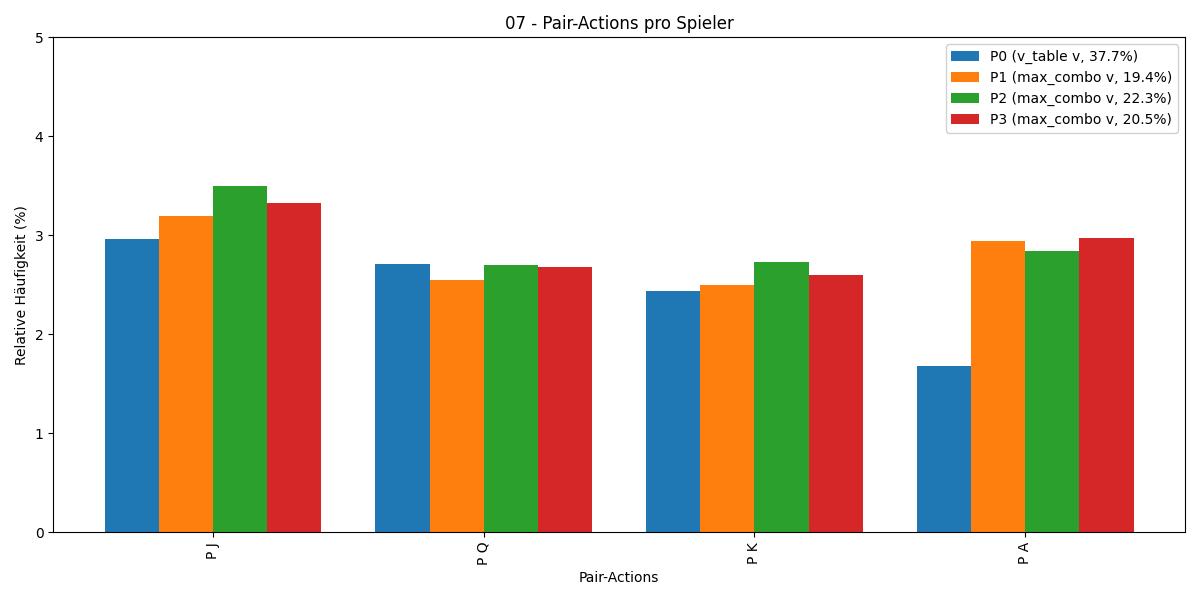 07 - Pair-Actions pro Spieler
P0 (v_table v, 37.7%)
P1 (max_combo v, 19.4%)
P2 (max_combo v, 22.3%)
P3 (max_combo v, 20.5%)
Relative Häufigkeit (%)
5
4
3
2
1
0
P J
P Q
P K
P A
Pair-Actions